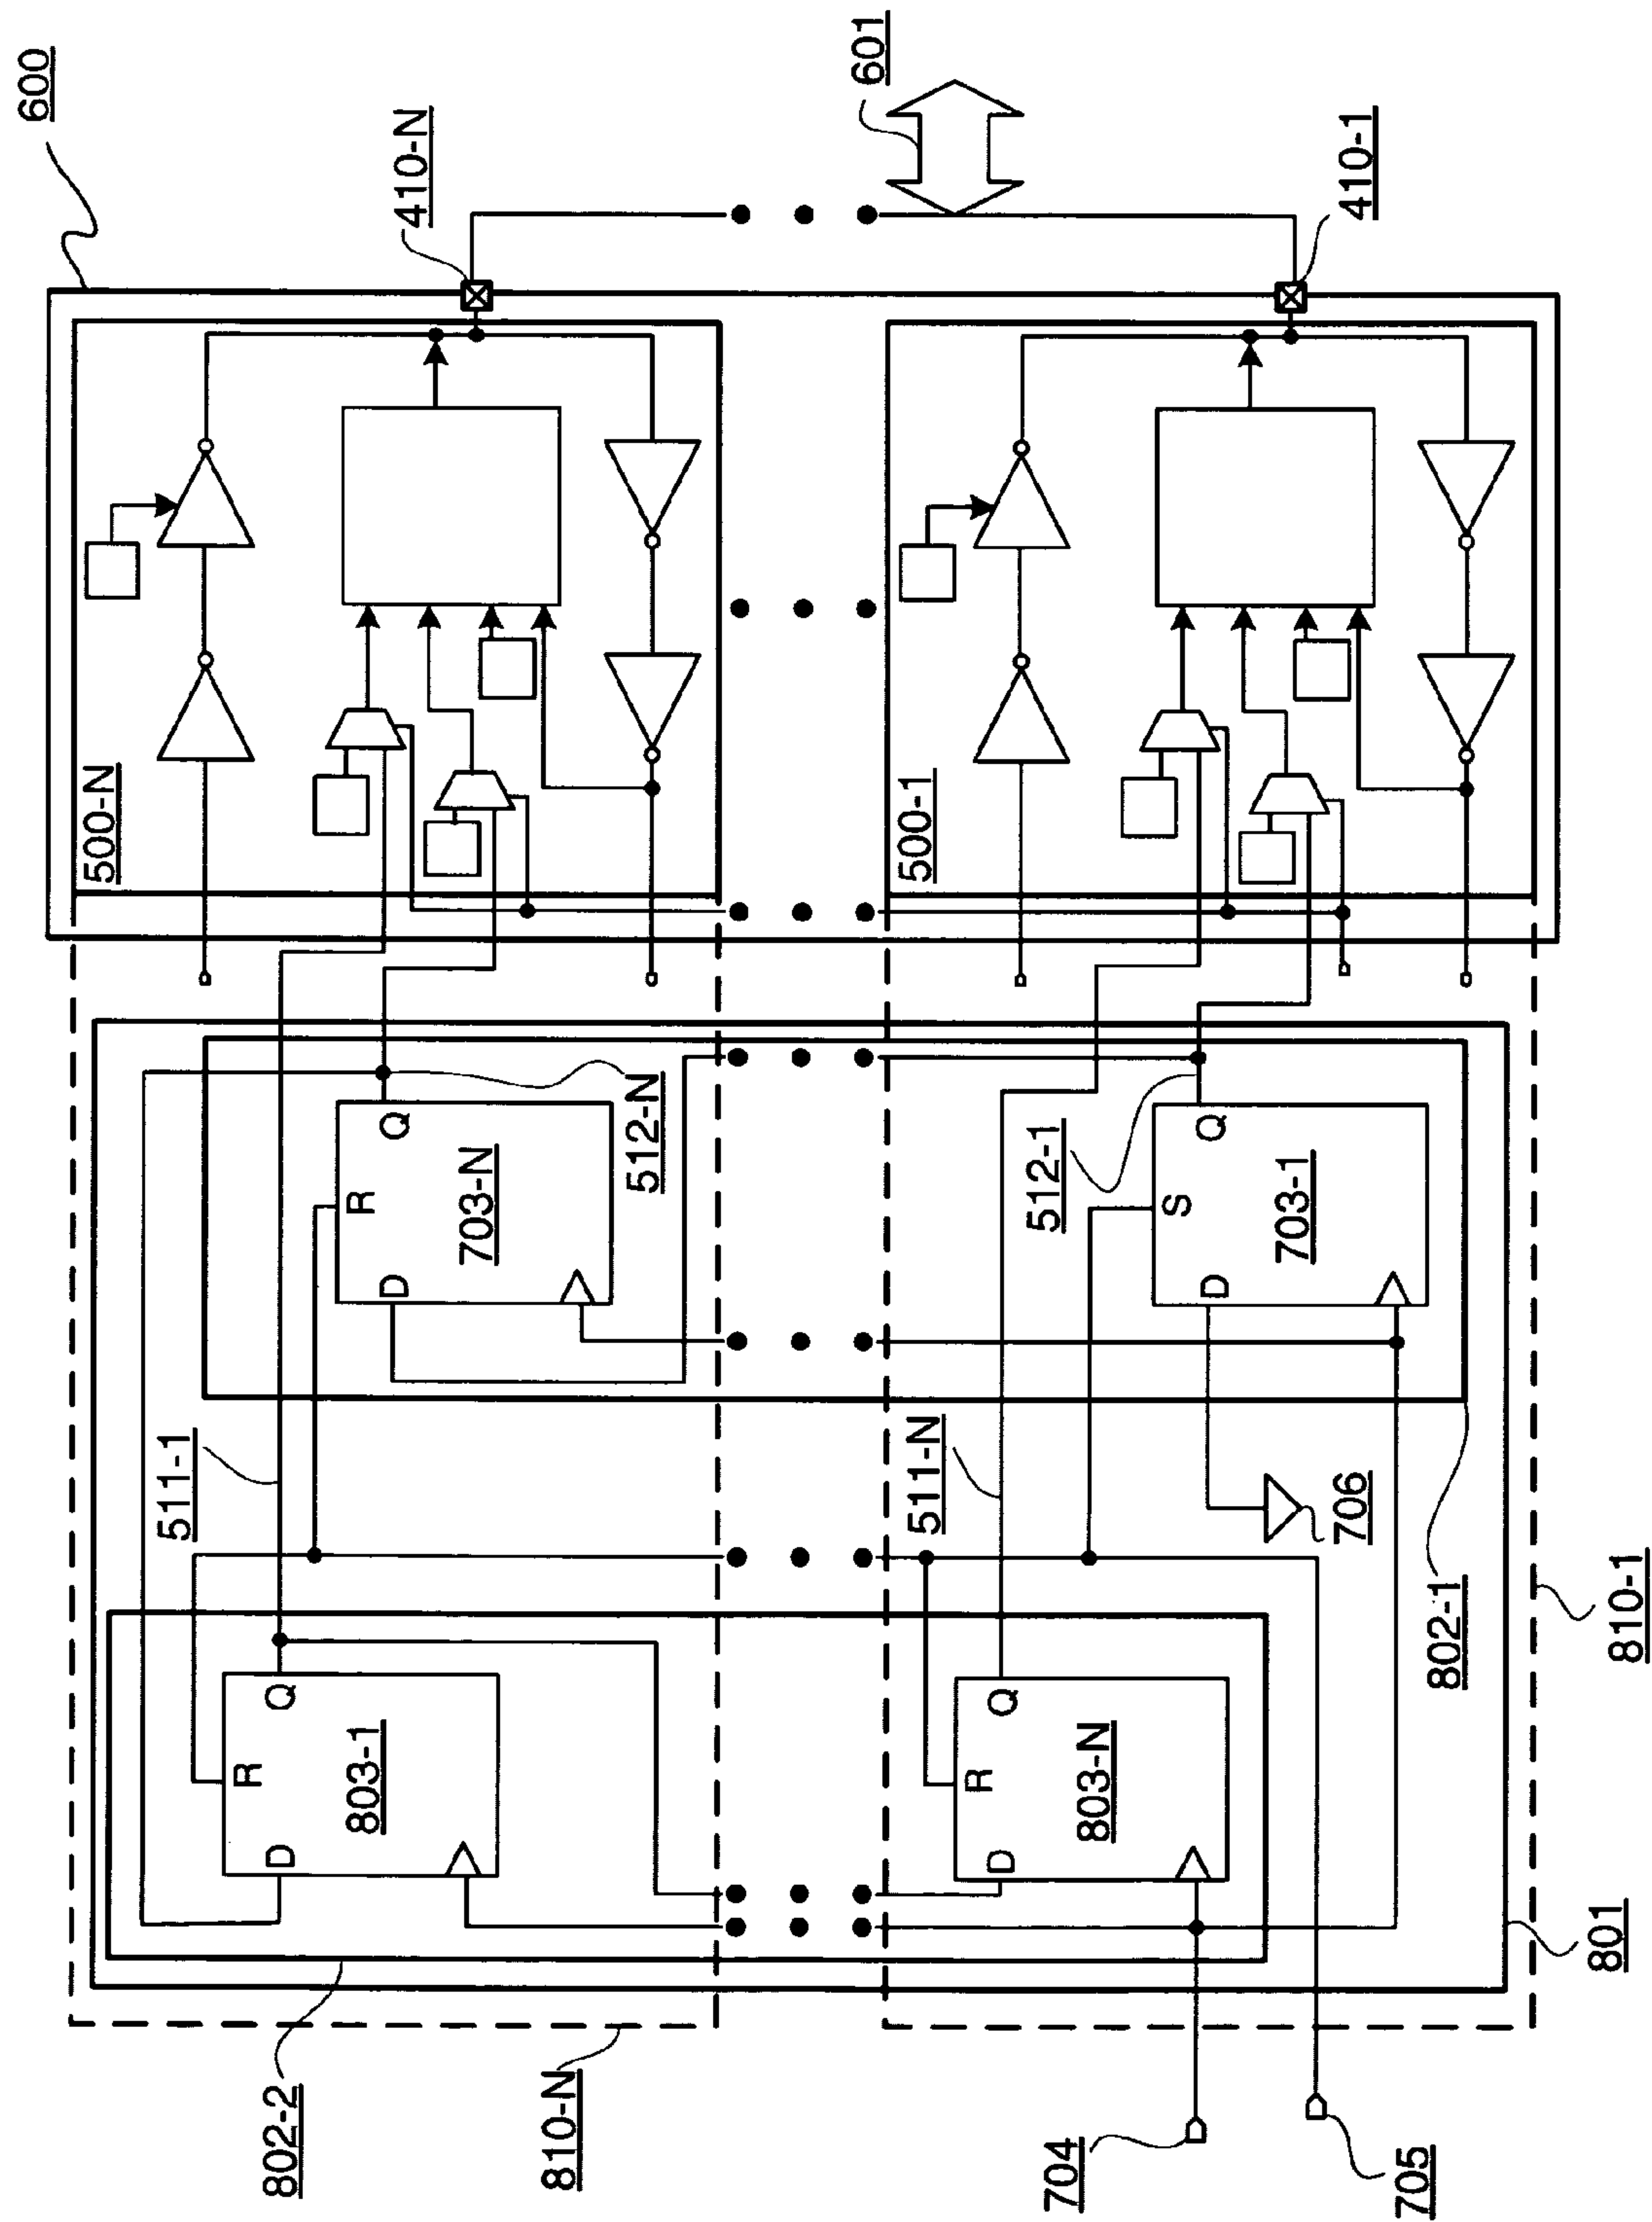 600
601
410-N
410-1
500-N
500-1
Q
R
D
703-N
512-N
512-1
Q
S
D
703-1
511-1
511-N
706
Q
R
D
803-1
Q
R
D
803-N
802-1
810-1
801
802-2
810-N
704
705